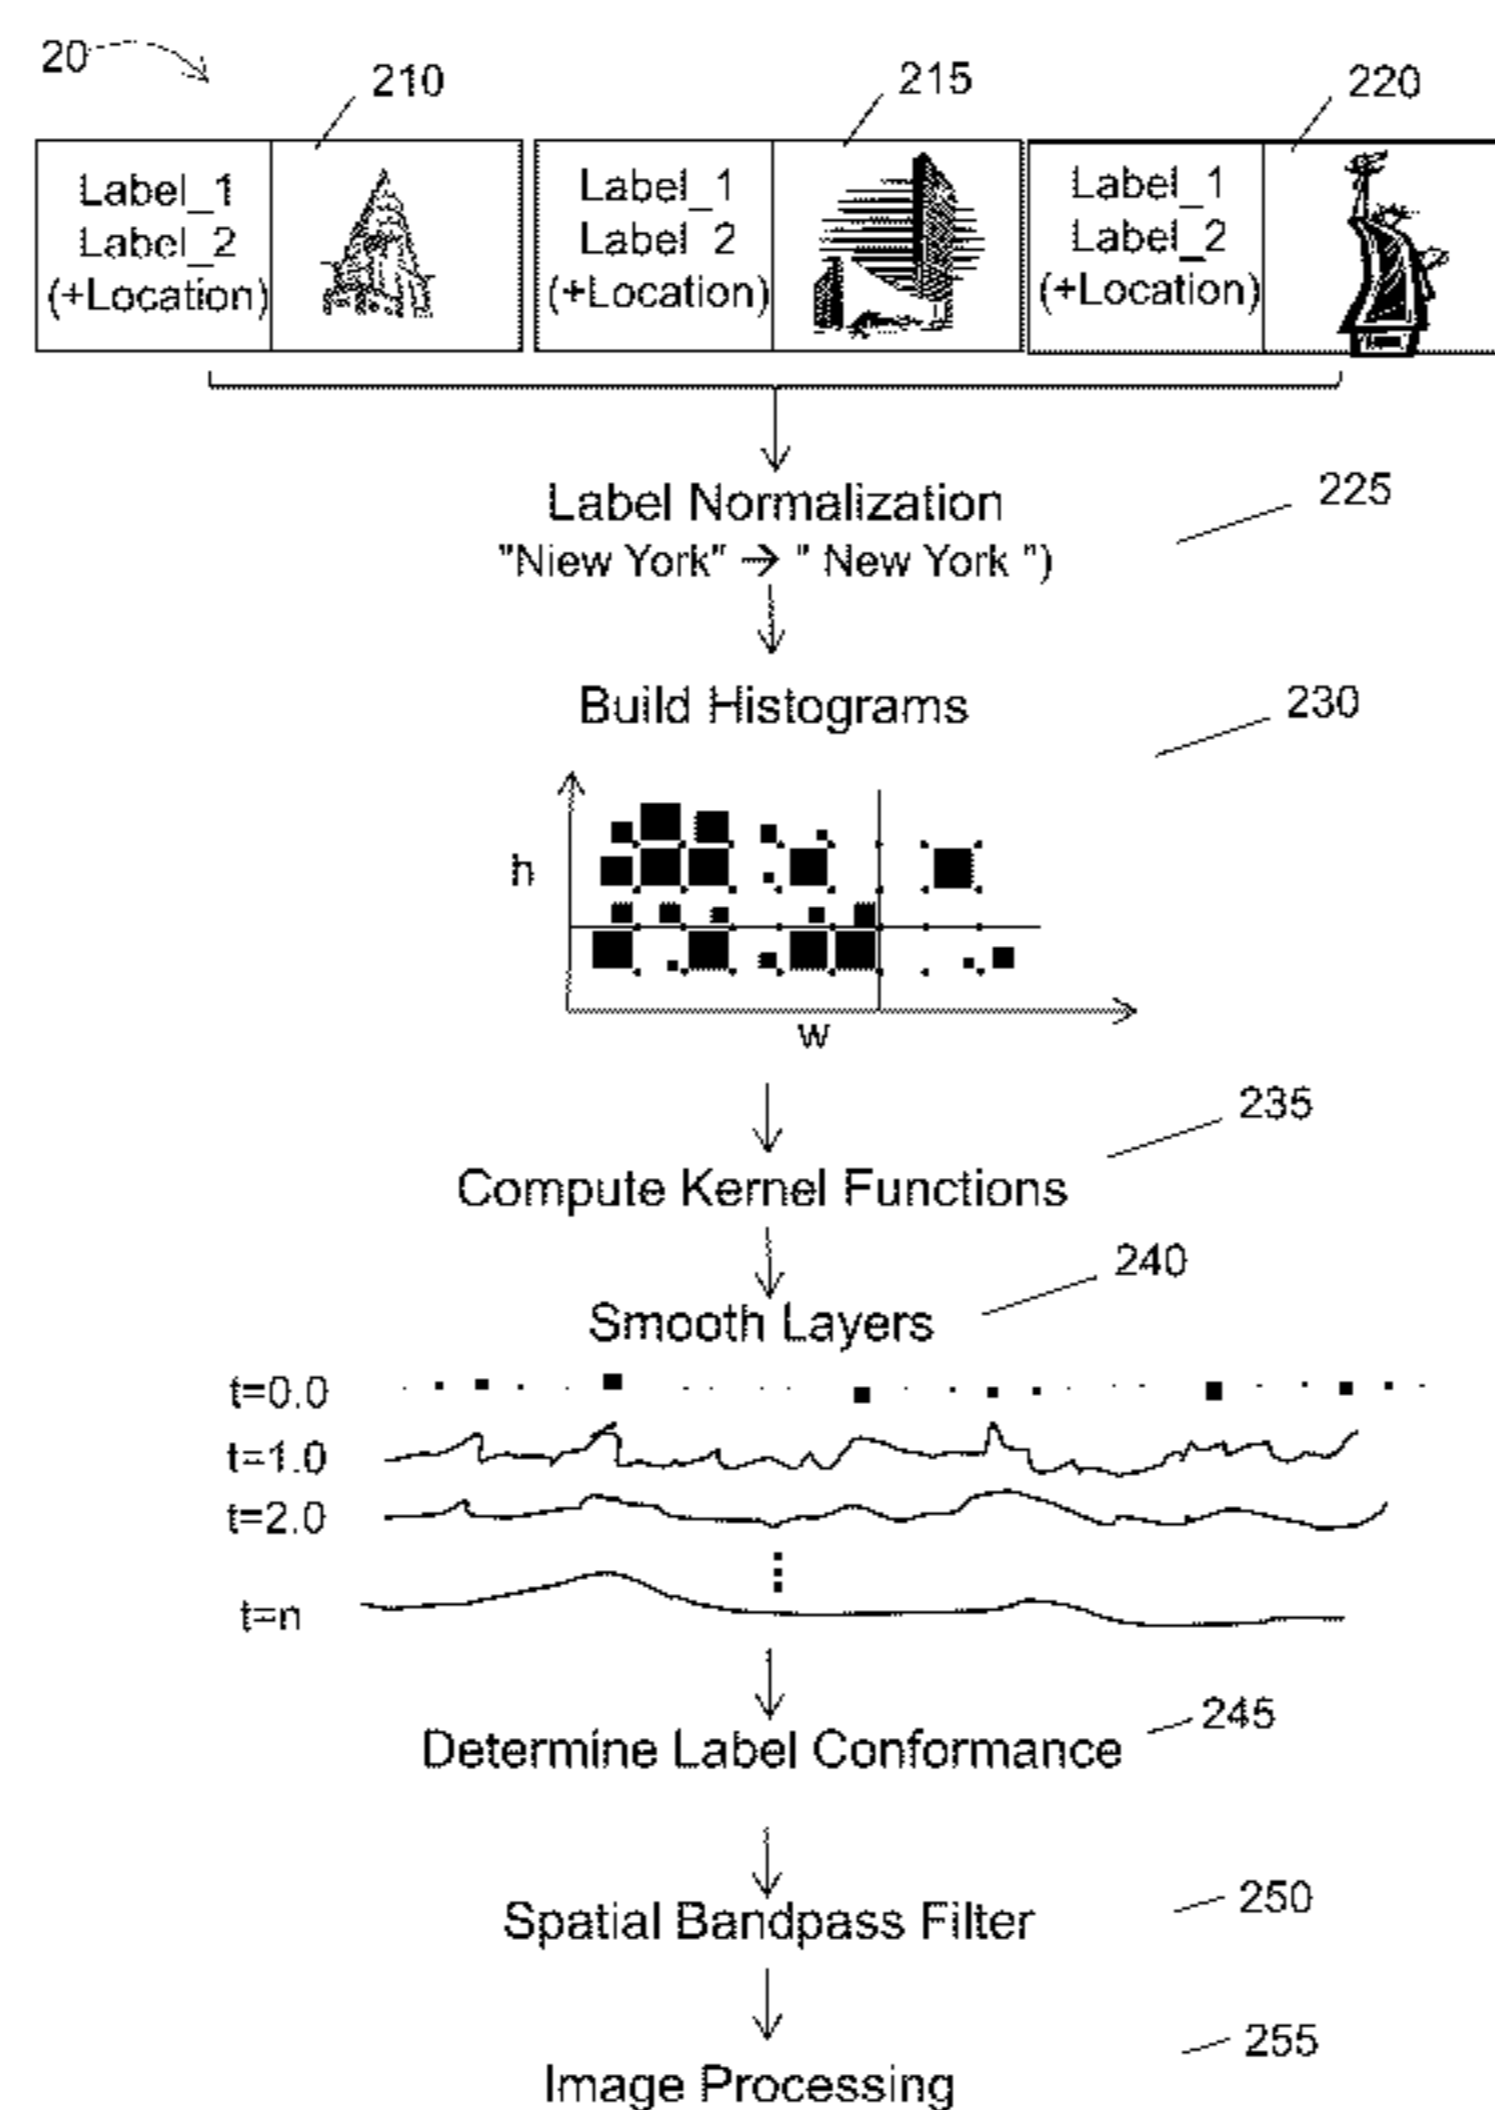 20
210
215
220
Label_1
Label_2
(+Location)
Label_1
Label_2
(+Location)
Label_1
Label_2
(+Location)
Label Normalization
225
"Niew York" → " New York ")
Build Histograms
230
h
w
235
Compute Kernel Functions
240
Smooth Layers
t=0.0
t=1.0
t=2.0
t=n
245
Determine Label Conformance
250
Spatial Bandpass Filter
255
Image Processing